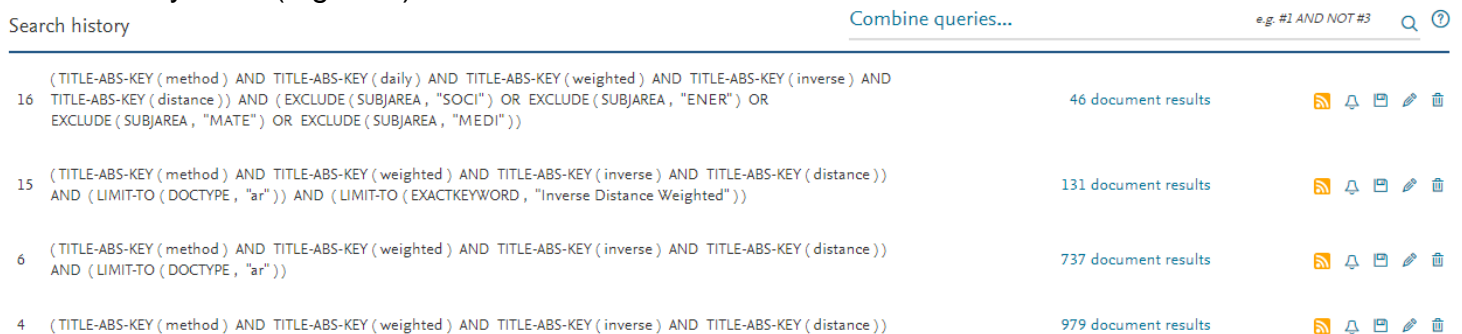 Search history
Combine queries...
e.g. #1 AND NOT #3
( TITLE-ABS-KEY ( method ) AND TITLE-ABS-KEY ( daily ) AND TITLE-ABS-KEY ( weighted ) AND TITLE-ABS-KEY ( inverse ) AND
16 TITLE-ABS-KEY ( distance ) ) AND ( EXCLUDE ( SUBJAREA , "SOCI" ) OR EXCLUDE ( SUBJAREA , "ENER" ) OR
EXCLUDE ( SUBJAREA , "MATE" ) OR EXCLUDE ( SUBJAREA , "MEDI" ) )
46 document results
15 ( TITLE-ABS-KEY ( method ) AND TITLE-ABS-KEY ( weighted ) AND TITLE-ABS-KEY ( inverse ) AND TITLE-ABS-KEY ( distance ) )
AND ( LIMIT-TO ( DOCTYPE , "ar" ) ) AND ( LIMIT-TO ( EXACTKEYWORD , "Inverse Distance Weighted" ) )
131 document results
6 ( TITLE-ABS-KEY ( method ) AND TITLE-ABS-KEY ( weighted ) AND TITLE-ABS-KEY ( inverse ) AND TITLE-ABS-KEY ( distance ) )
AND ( LIMIT-TO ( DOCTYPE , "ar" ) )
737 document results
4 ( TITLE-ABS-KEY ( method ) AND TITLE-ABS-KEY ( weighted ) AND TITLE-ABS-KEY ( inverse ) AND TITLE-ABS-KEY ( distance ) )
979 document results